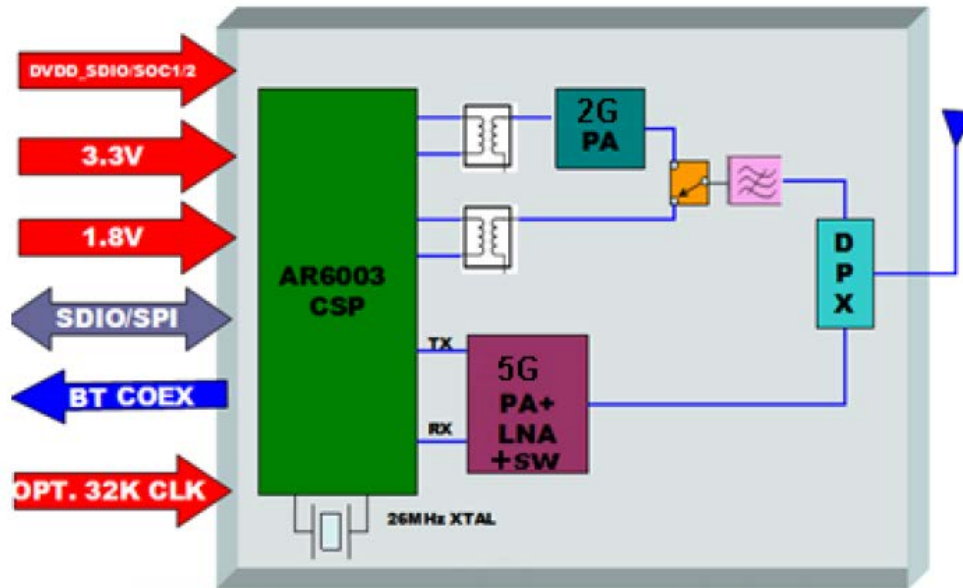 DVDD_SDIO/SOC1/2
3.3V
1.8V
SDIO/SPI
BT COEX
OPT. 32K CLK
AR6003
CSP
TX
RX
26MHz XTAL
2G
PA
5G
PA+
LNA
+SW
D
P
X